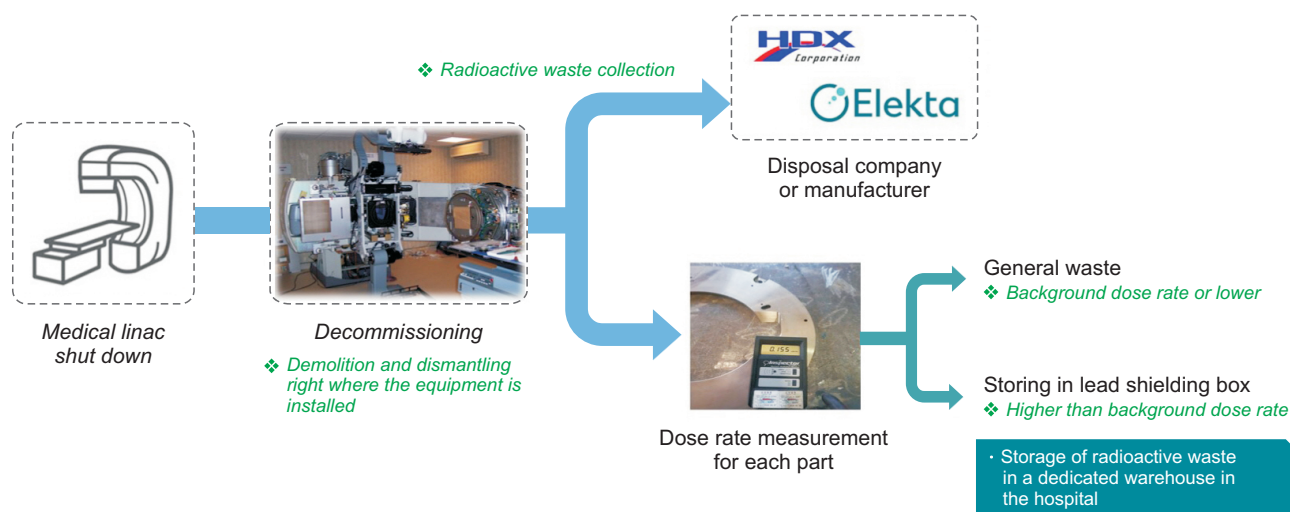 HDX
Corporation
❖ Radioactive waste collection
Elekta
Disposal company
or manufacturer
Medical linac
shut down
Decommissioning
❖ Demolition and dismantling
right where the equipment is
installed
0.155
Dose rate measurement
for each part
General waste
❖ Background dose rate or lower
Storing in lead shielding box
❖ Higher than background dose rate
· Storage of radioactive waste
in a dedicated warehouse in
the hospital